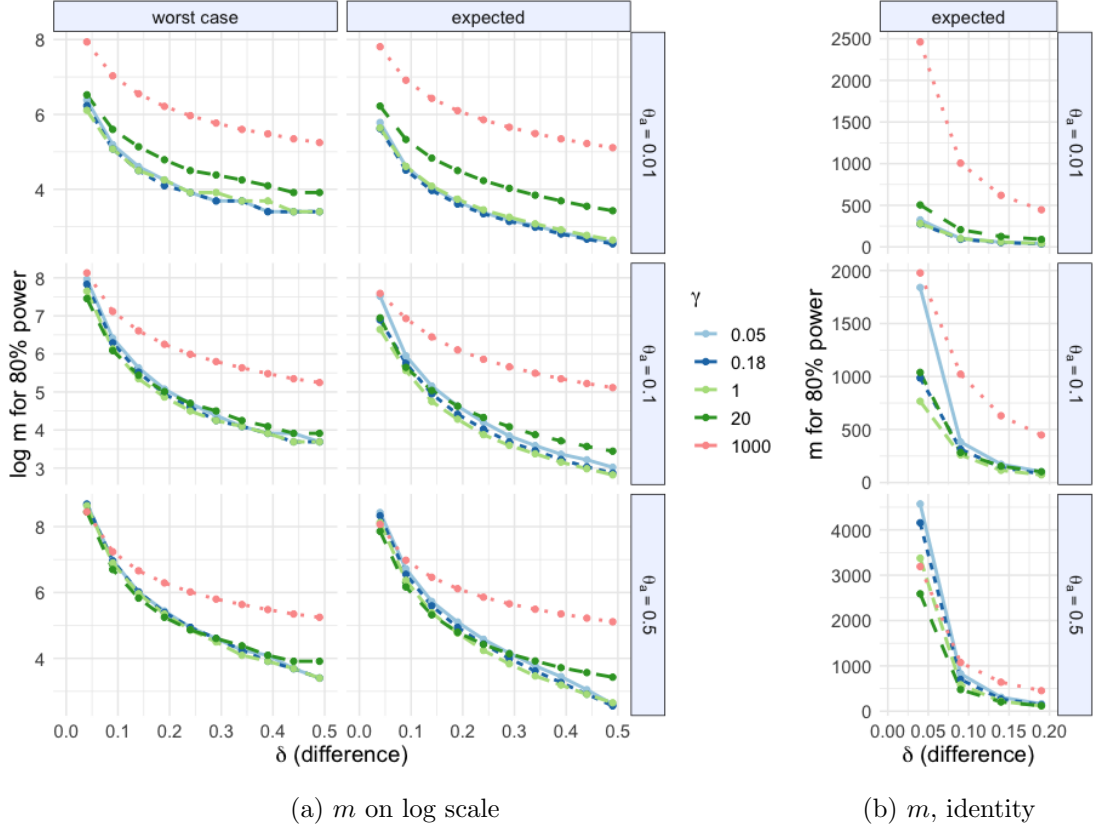 worst case
expected
expected
log m for 80% power
8
6
4
θa = 0.01
8
7
6
5
4
3
θa = 0.1
8
6
4
θa = 0.5
0.0 0.1 0.2 0.3 0.4 0.5
0.0 0.1 0.2 0.3 0.4 0.5
δ (difference)
γ
0.05
0.18
1
20
1000
m for 80% power
2500
2000
1500
1000
500
0
θa = 0.01
2000
1500
1000
500
0
θa = 0.1
4000
3000
2000
1000
0
θa = 0.5
0.00 0.05 0.10 0.15 0.20
δ (difference)
(a) m on log scale
(b) m, identity